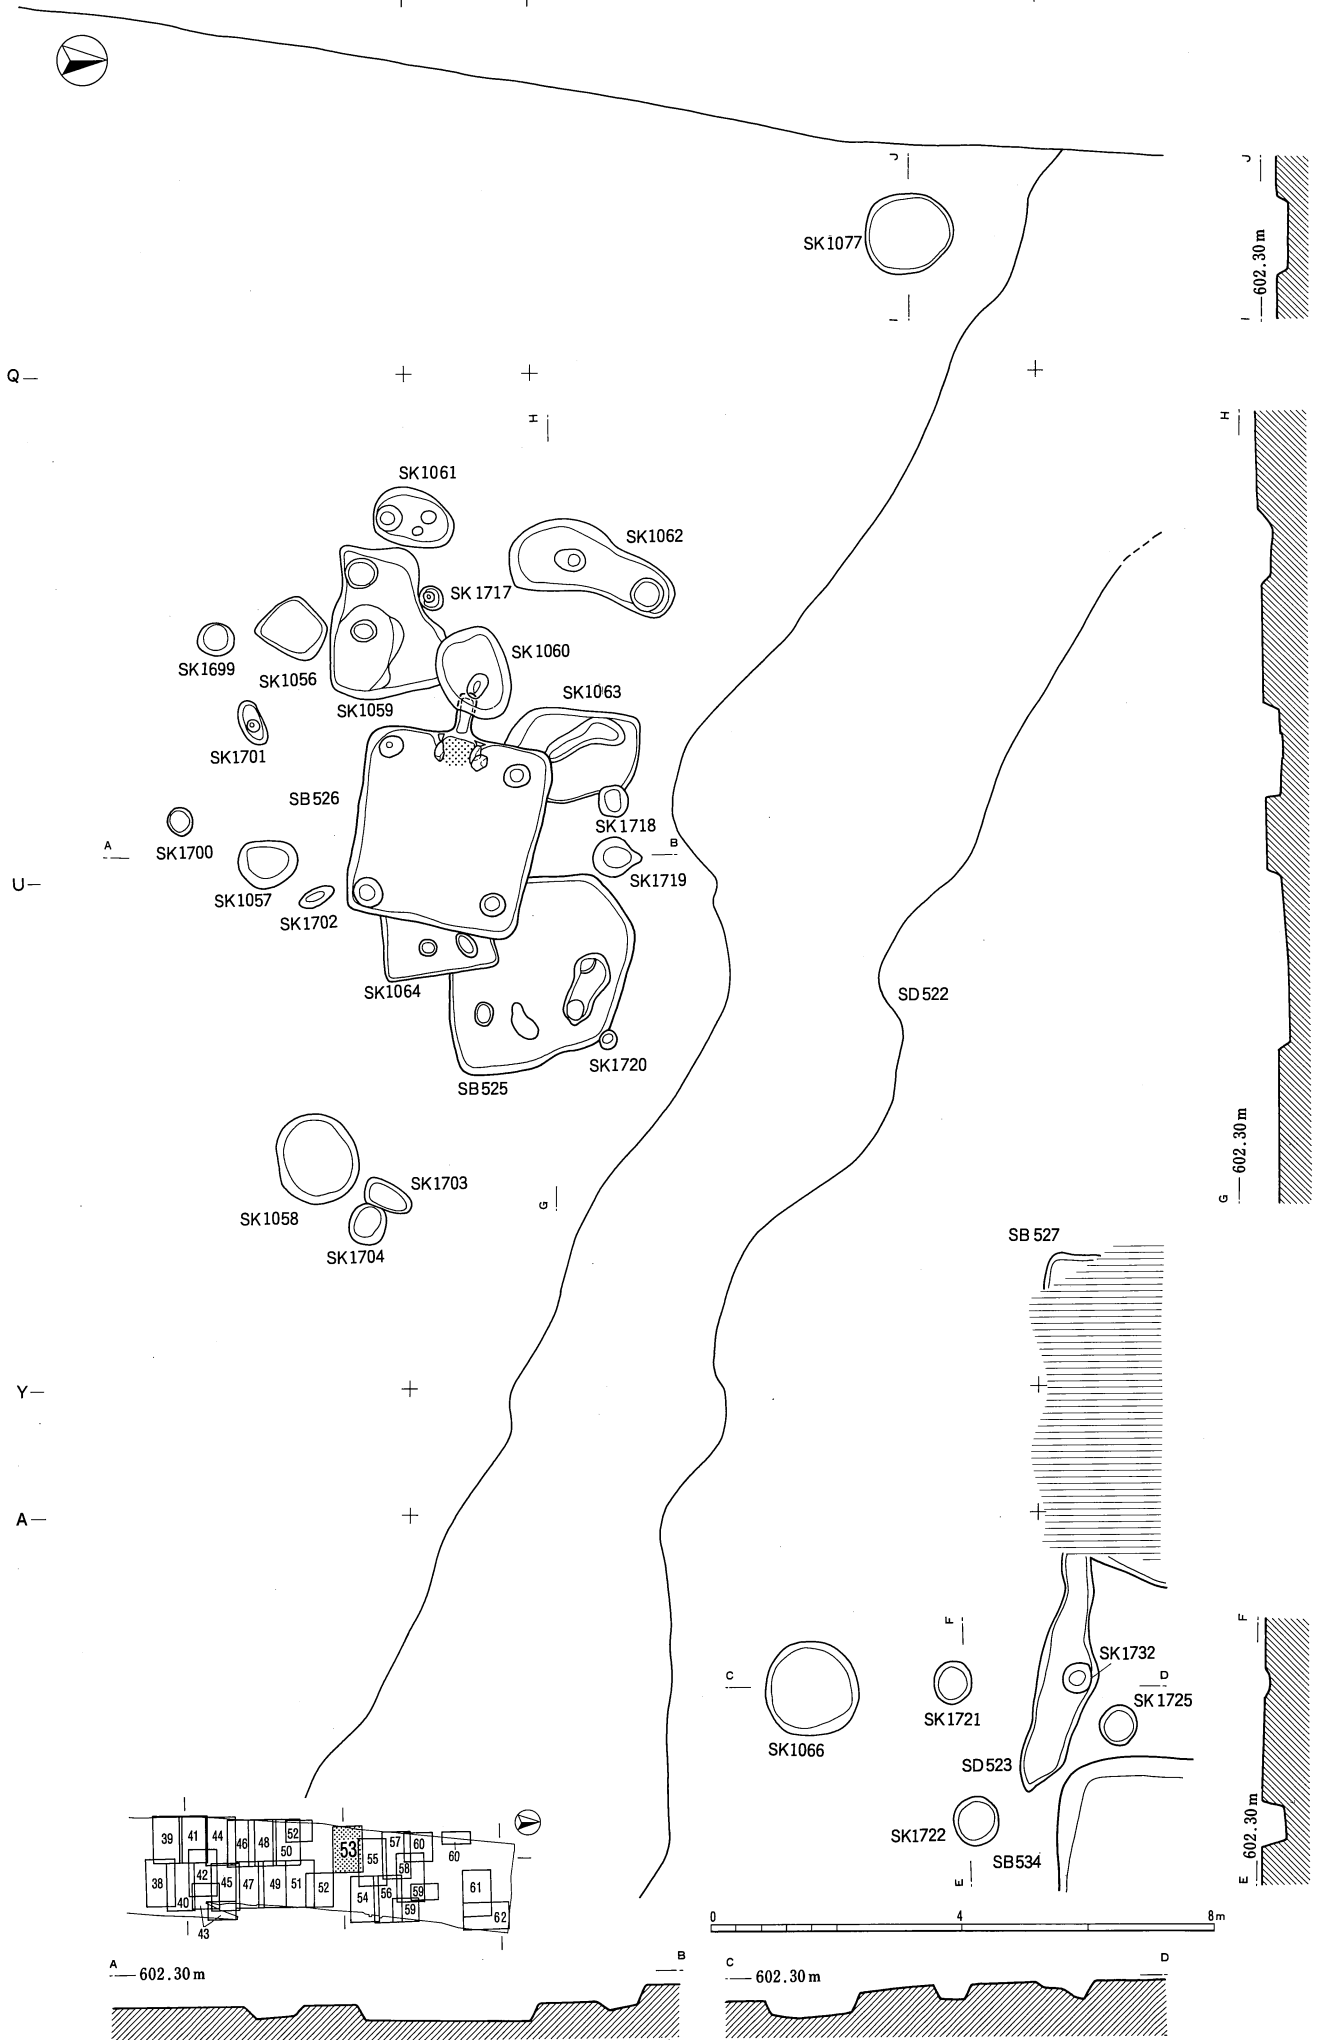 J
SK1077
I
J
602.30m
I
Q
H
H
SK1061
SK1062
SK1717
SK1060
SK1699
SK1056
SK1063
SK1059
SK1701
SB526
SK1718
A
B
SK1700
SK1719
U
SK1057
SK1702
SK1064
SD522
SK1720
SB525
602.30m
G
SK1703
G
SK1058
SK1704
SB527
Y
A
F
F
SK1732
C
D
SK1725
SK1721
SK1066
SD523
SK1722
SB534
602.30m
E
E
39 41 44 46 48 52 50 53 55 57 60 60
58
38 40 42 45 47 49 51 52 54 56 59 59 61 62
43
0 4 8m
A
602.30m
B
C
602.30m
D